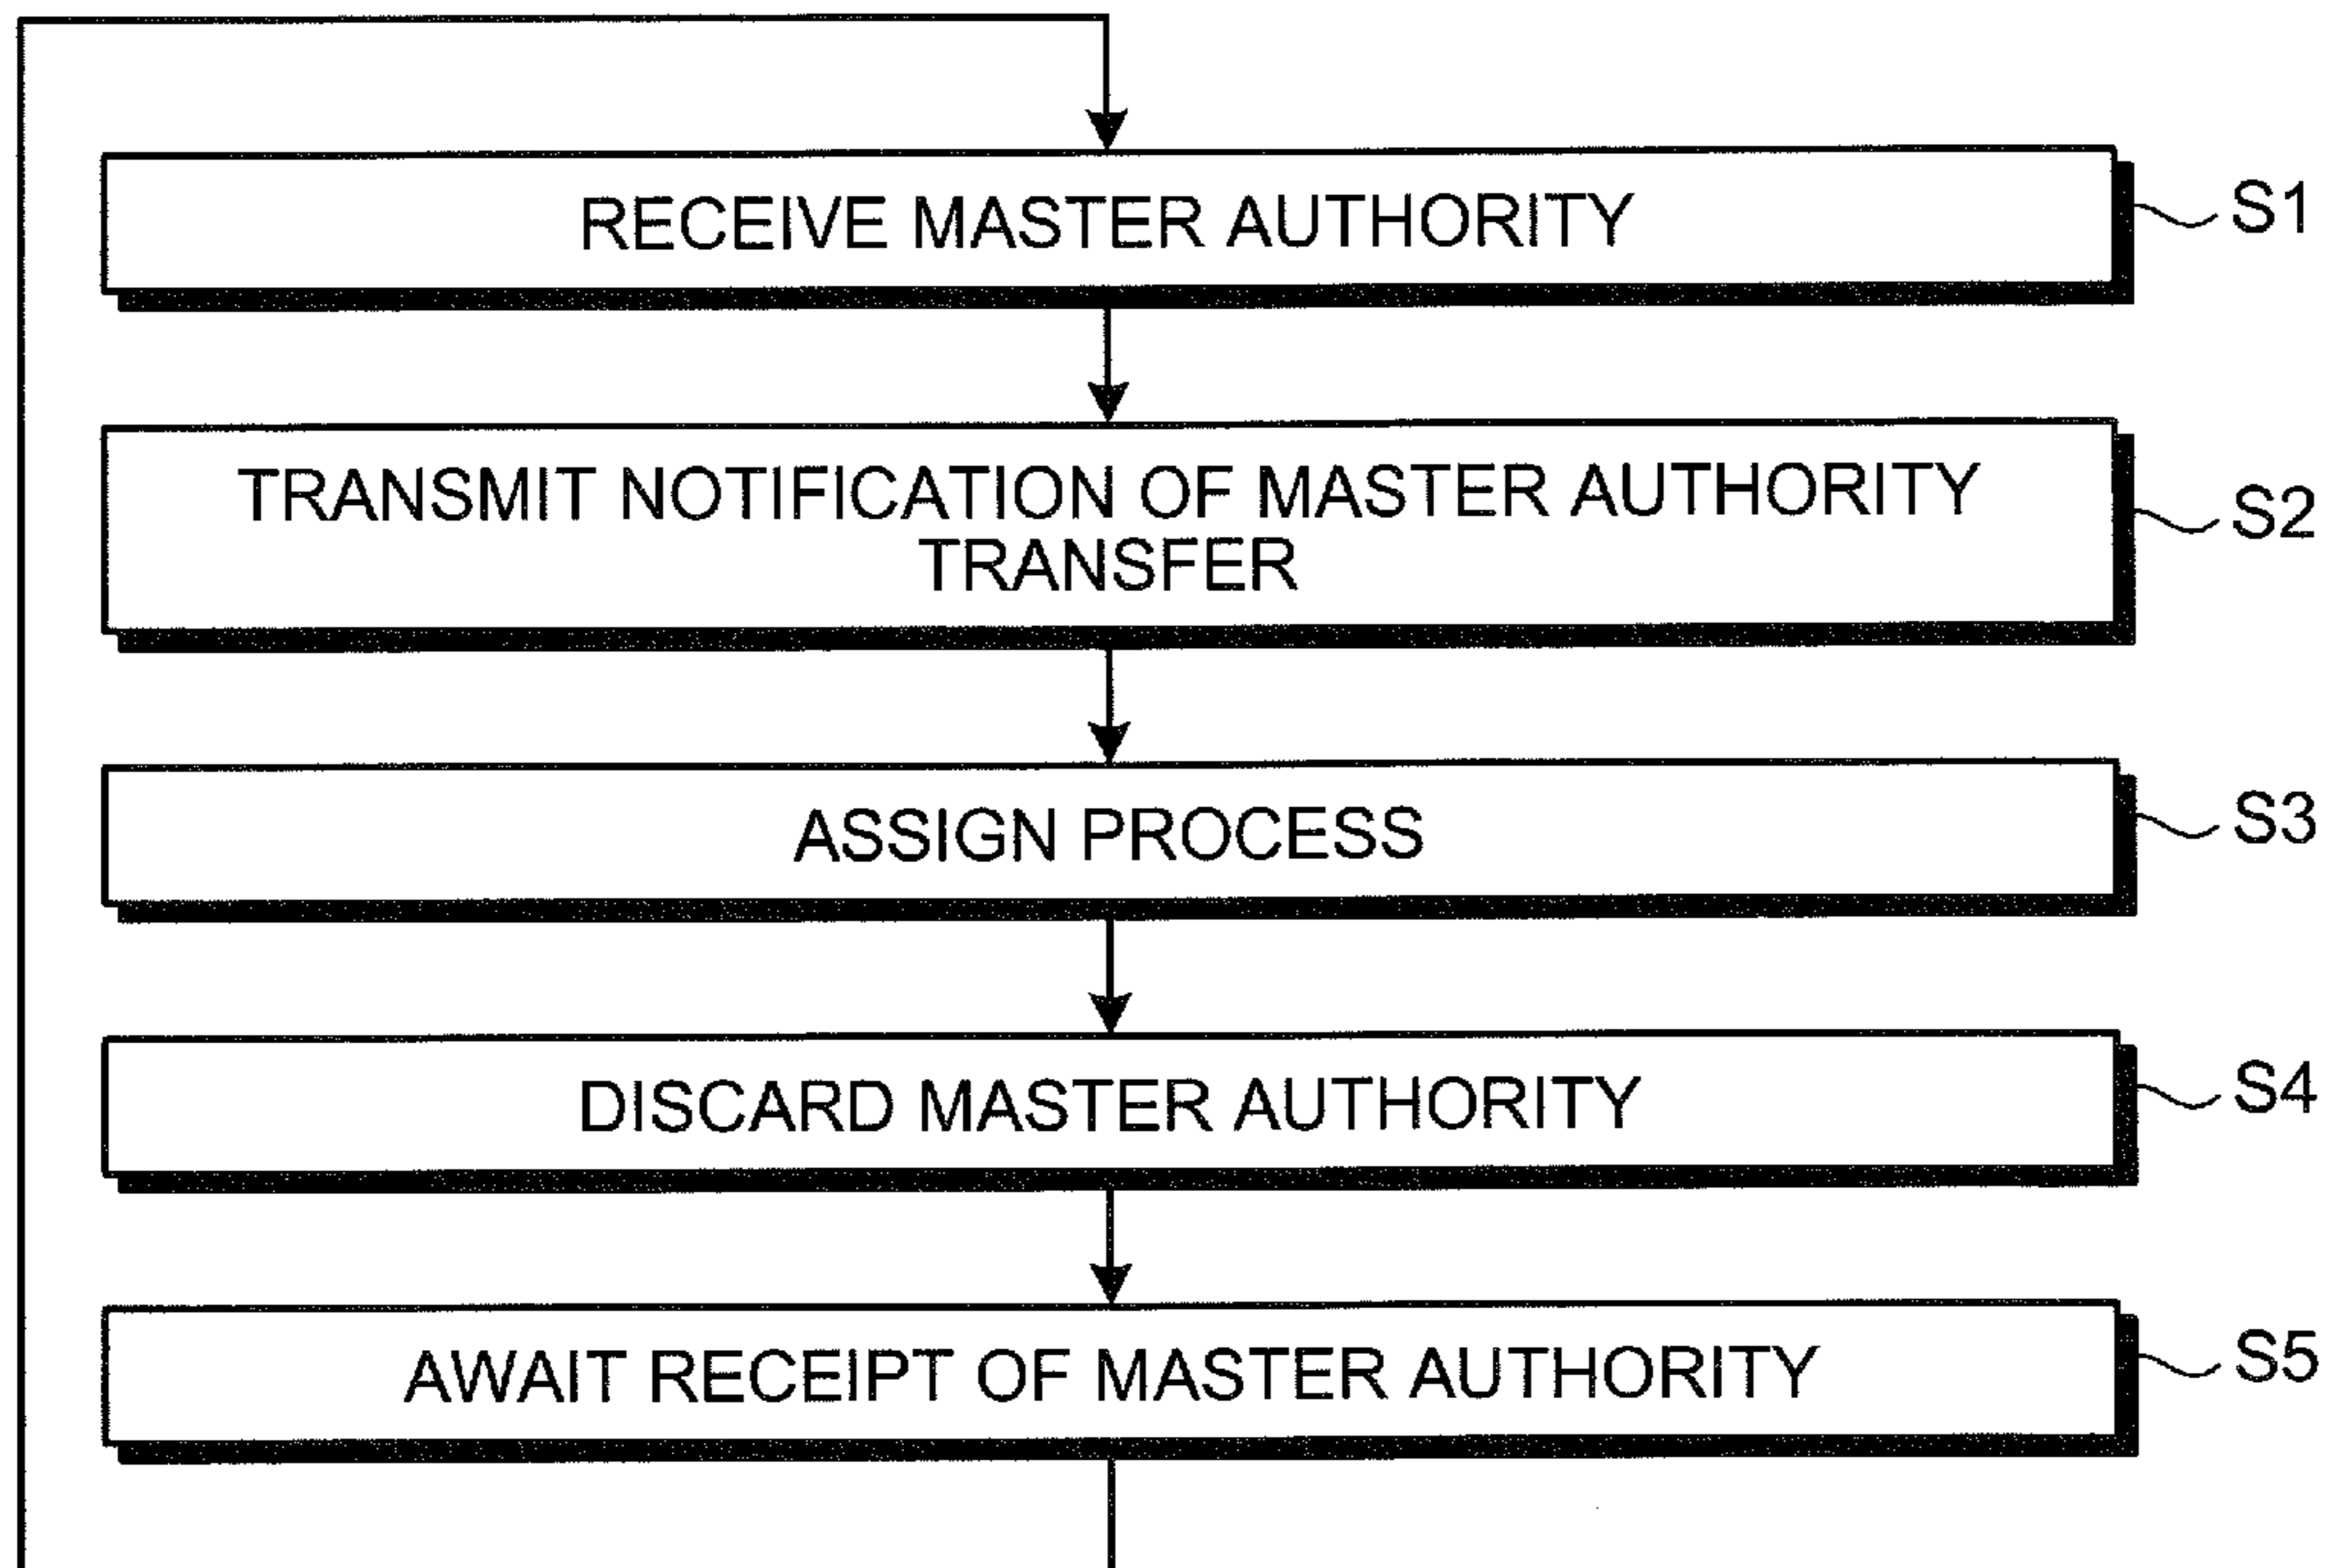 RECEIVE MASTER AUTHORITY
S1
TRANSMIT NOTIFICATION OF MASTER AUTHORITY
TRANSFER
S2
ASSIGN PROCESS
S3
DISCARD MASTER AUTHORITY
S4
AWAIT RECEIPT OF MASTER AUTHORITY
S5